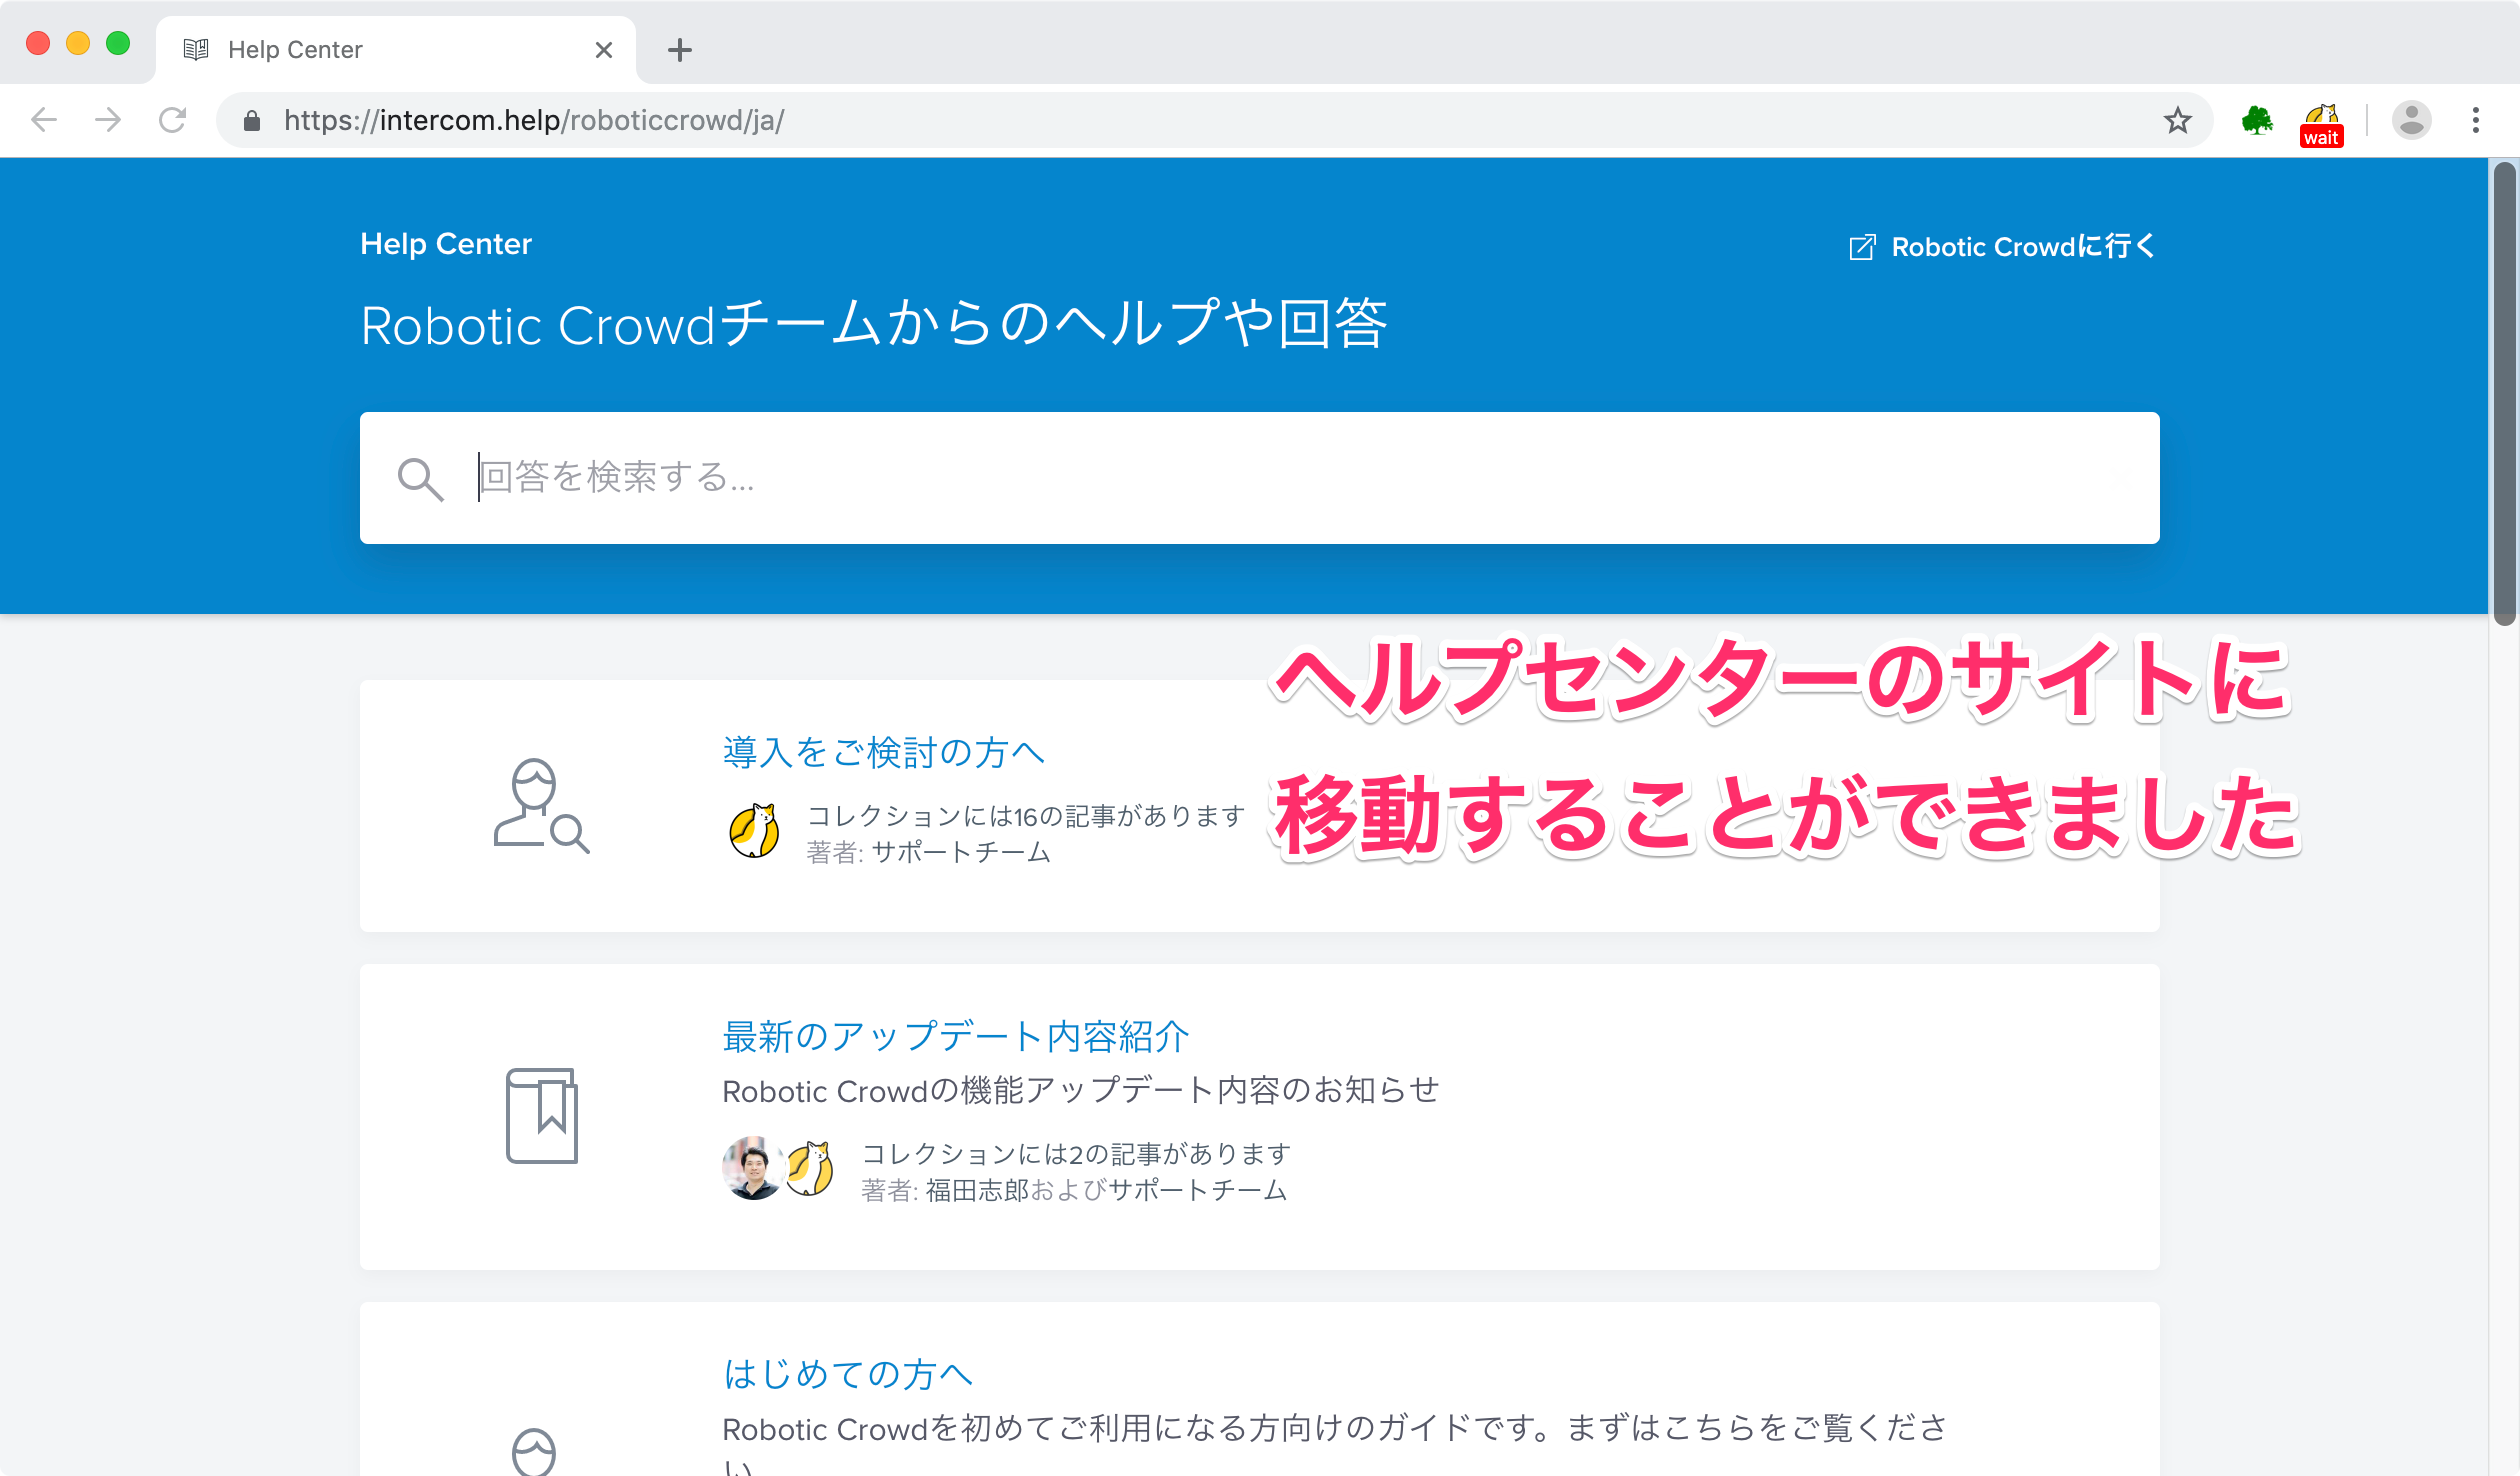 Help Center
https://intercom.help/roboticcrowd/ja/
wait
Help Center
Robotic Crowdに行く
Robotic Crowdチームからのヘルプや回答
回答を検索する...
ヘルプセンターのサイトに
移動することができました
導入をご検討の方へ
コレクションには16の記事があります
著者: サポートチーム
最新のアップデート内容紹介
Robotic Crowdの機能アップデート内容のお知らせ
コレクションには2の記事があります
著者: 福田志郎およびサポートチーム
はじめての方へ
Robotic Crowdを初めてご利用になる方向けのガイドです。まずはこちらをご覧くださ
い